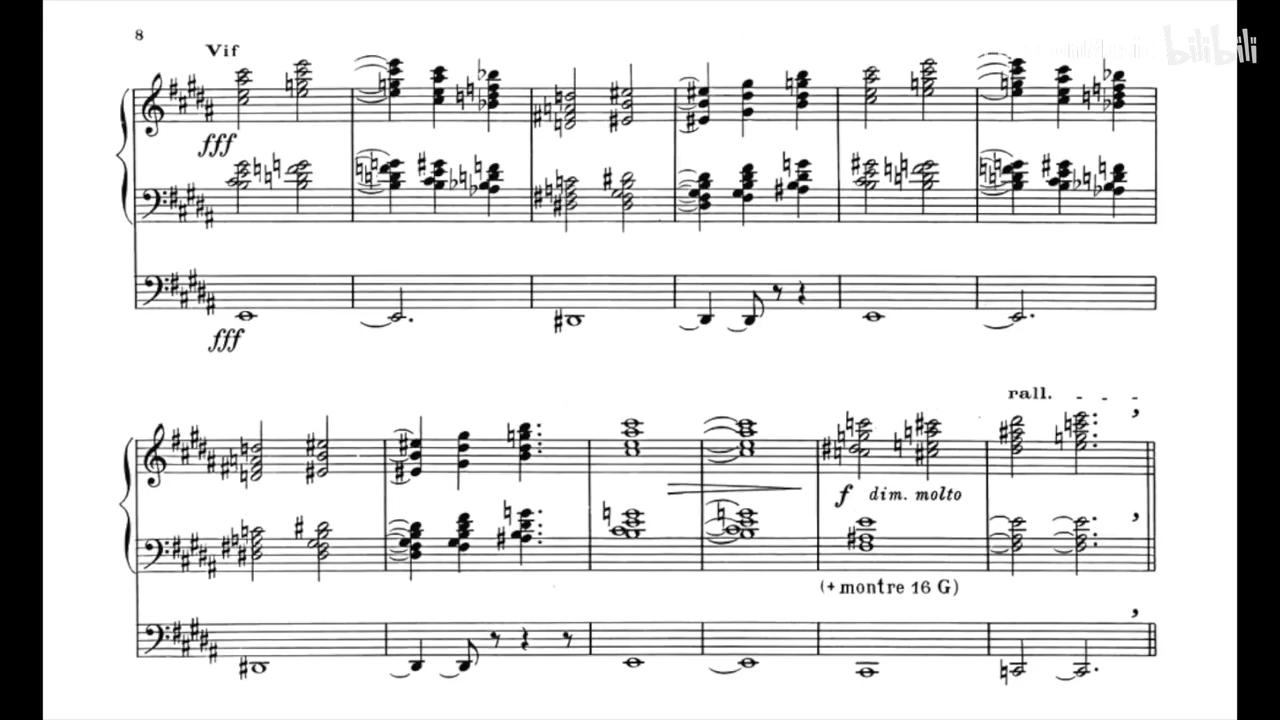 8
Vif
bilibili
fff
fff
rall. - - -
f dim. molto
(+ montre 16 G)